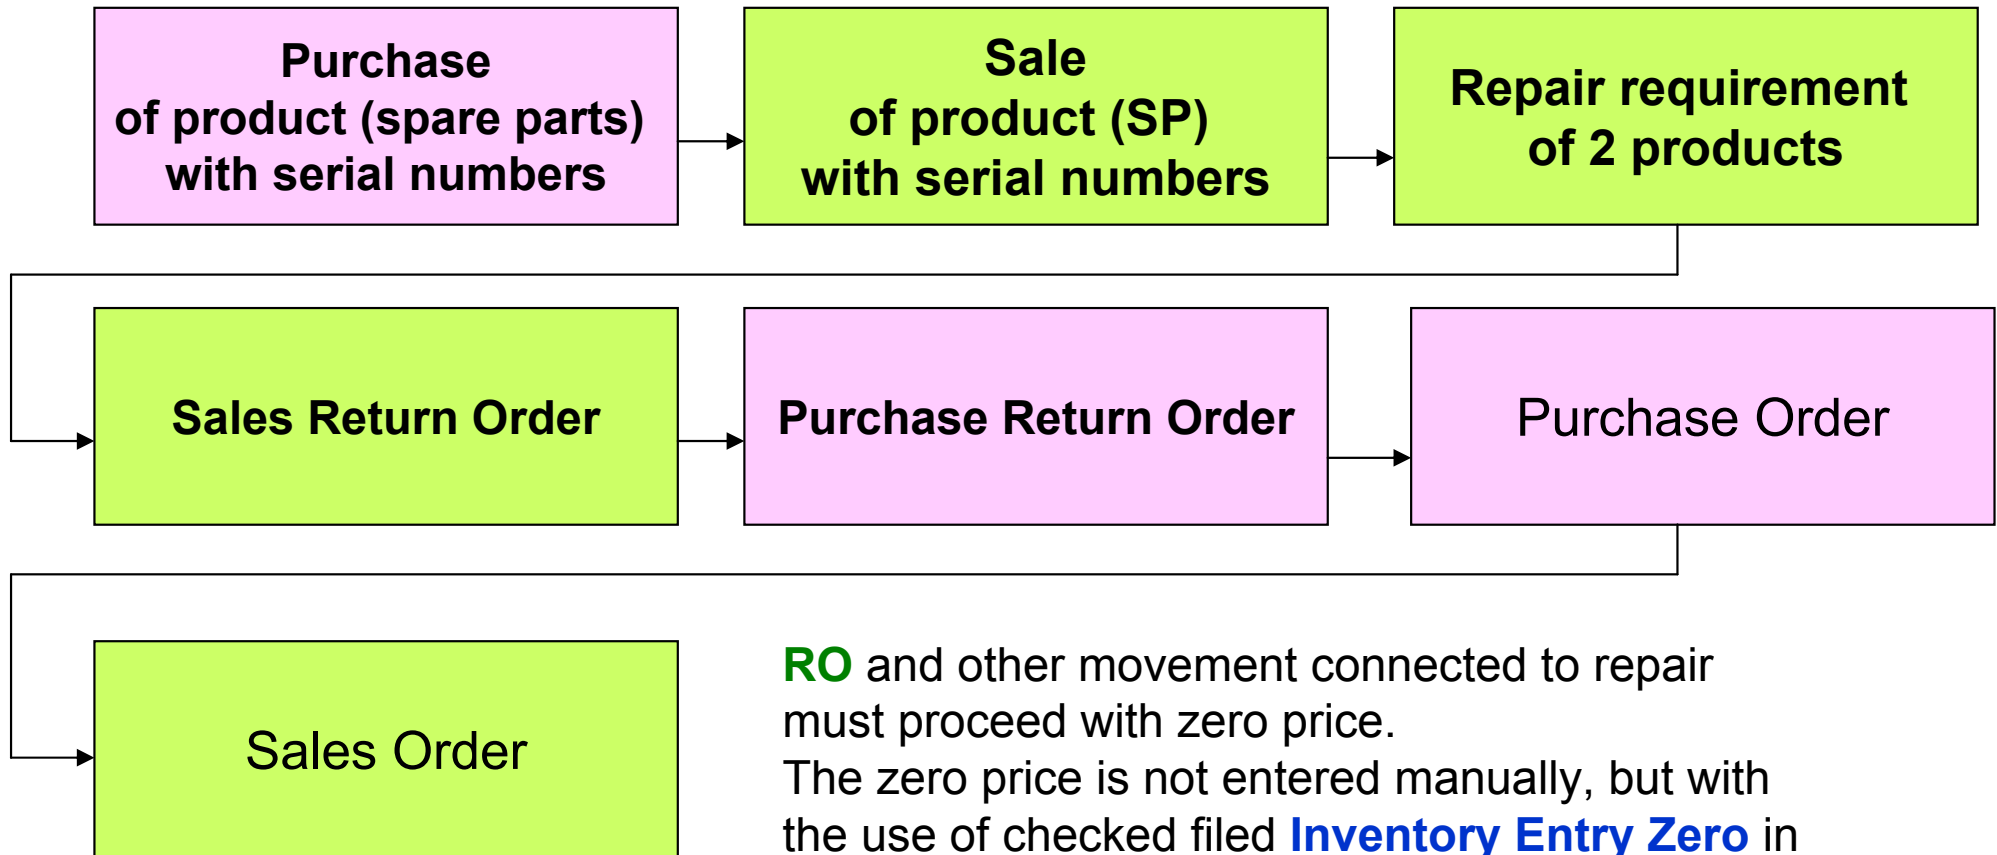 Purchase
of product (spare parts)
with serial numbers
Sale
of product (SP)
with serial numbers
Repair requirement
of 2 products
Sales Return Order
Purchase Return Order
Purchase Order
Sales Order
RO and other movement connected to repair
must proceed with zero price.
The zero price is not entered manually, but with
the use of checked filed Inventory Entry Zero in